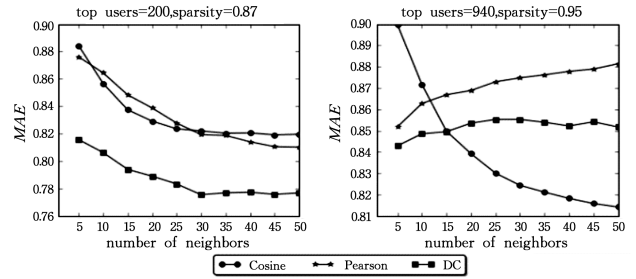 top users=200,sparsity=0.87
0.90
0.88
0.86
0.84
0.82
0.80
0.78
0.76
MAE
5 10 15 20 25 30 35 40 45 50
number of neighbors
top users=940,sparsity=0.95
0.90
0.89
0.88
0.87
0.86
0.85
0.84
0.83
0.82
0.81
MAE
5 10 15 20 25 30 35 40 45 50
number of neighbors
Cosine Pearson DC